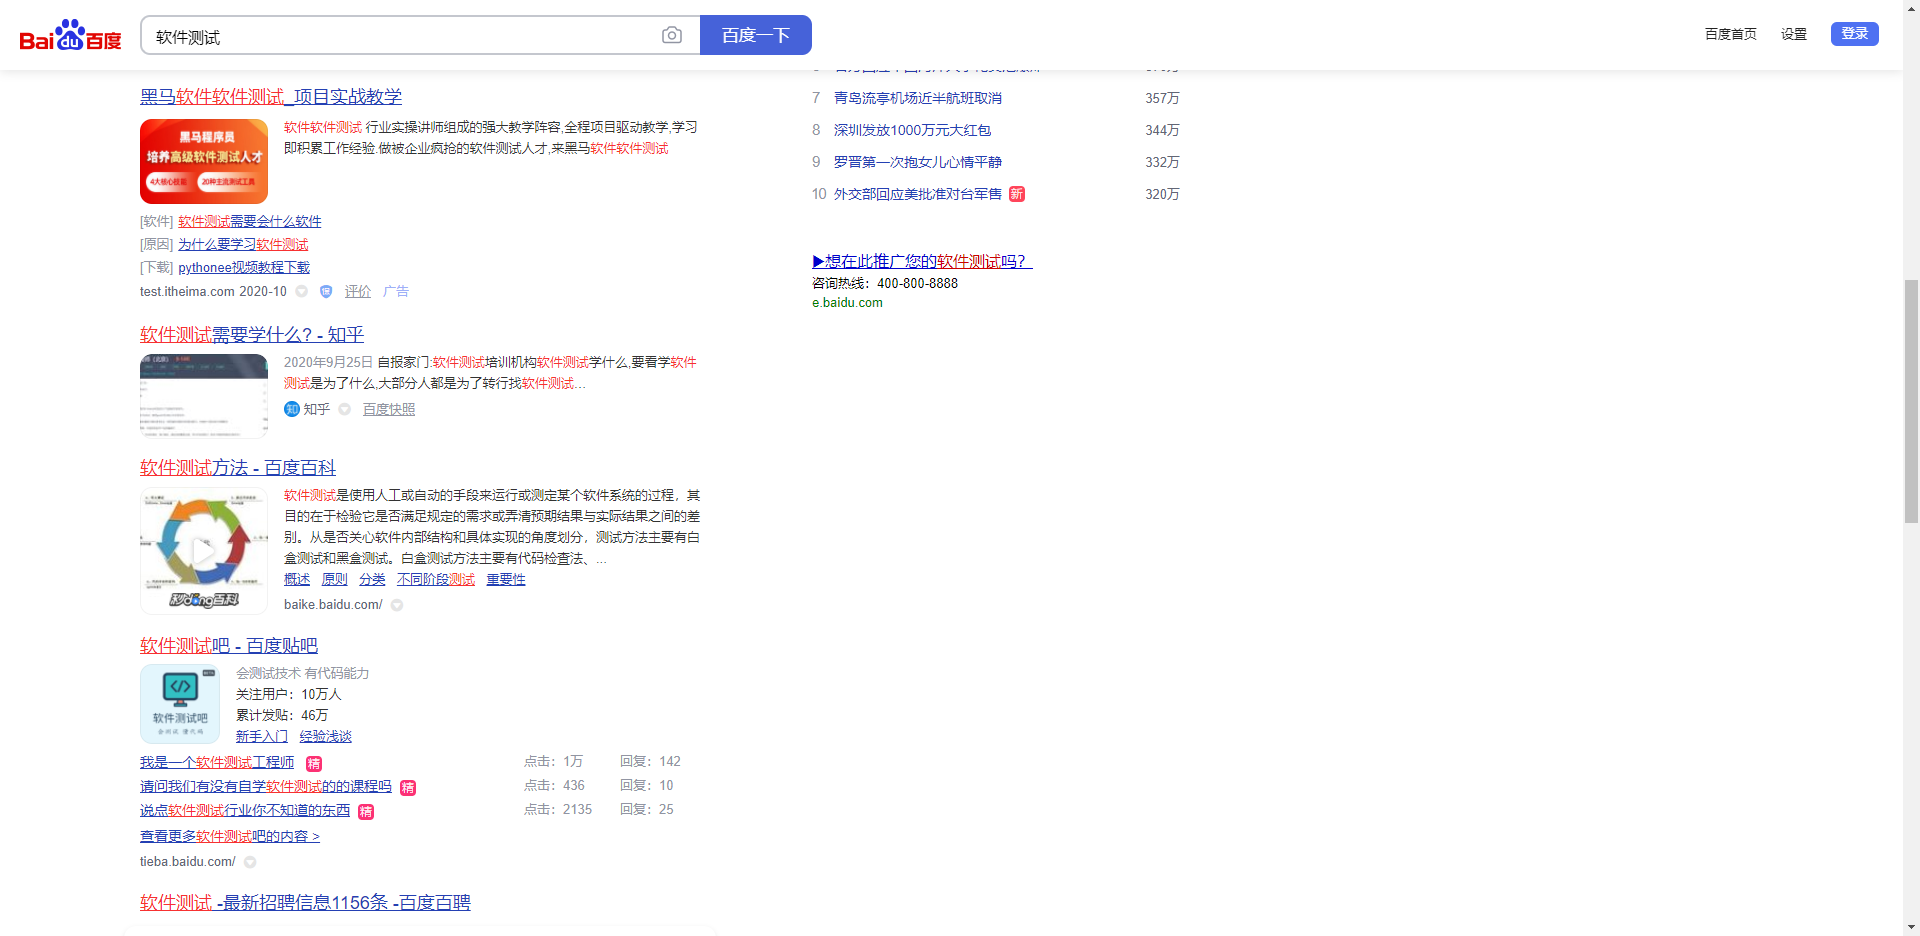 Bai du 百度
软件测试
百度一下
百度首页 设置 登录
黑马软件软件测试_项目实战教学
黑马程序员
培养高级软件测试人才
4大核心技能 20种主流测试工具
软件软件测试 行业实操讲师组成的强大教学阵容,全程项目驱动教学,学习
即积累工作经验.做被企业疯抢的软件测试人才,来黑马软件软件测试
[软件] 软件测试需要会什么软件
[原因] 为什么要学习软件测试
[下载] pythonee视频教程下载
test.itheima.com 2020-10 保 评价 广告
软件测试需要学什么? - 知乎
2020年9月25日 自报家门:软件测试培训机构软件测试学什么,要看学软件
测试是为了什么,大部分人都是为了转行找软件测试...
知 知乎 百度快照
软件测试方法 - 百度百科
软件测试是使用人工或自动的手段来运行或测定某个软件系统的过程，其
目的在于检验它是否满足规定的需求或弄清预期结果与实际结果之间的差
别。从是否关心软件内部结构和具体实现的角度划分，测试方法主要有白
盒测试和黑盒测试。白盒测试方法主要有代码检查法、...
秒dǒng百科
概述 原则 分类 不同阶段测试 重要性
baike.baidu.com/
软件测试吧 - 百度贴吧
软件测试吧
会测试 懂代码
会测试技术 有代码能力
关注用户：10万人
累计发贴：46万
新手入门 经验浅谈
我是一个软件测试工程师 精 点击：1万 回复：142
请问我们有没有自学软件测试的的课程吗 精 点击：436 回复：10
说点软件测试行业你不知道的东西 精 点击：2135 回复：25
查看更多软件测试吧的内容 >
tieba.baidu.com/
软件测试 -最新招聘信息1156条 -百度百聘
7 青岛流亭机场近半航班取消 357万
8 深圳发放1000万元大红包 344万
9 罗晋第一次抱女儿心情平静 332万
10 外交部回应美批准对台军售 新 320万
▶想在此推广您的软件测试吗？
咨询热线：400-800-8888
e.baidu.com